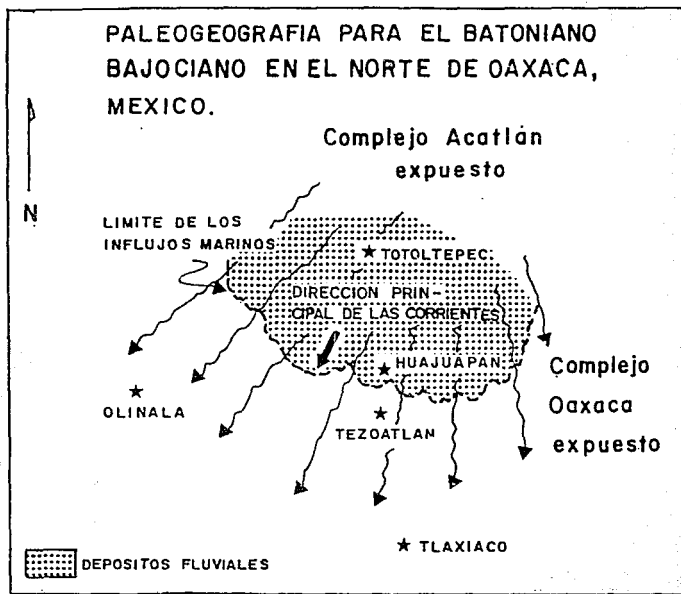 PALEOGEOGRAFIA PARA EL BATONIANO
BAJOCIANO EN EL NORTE DE OAXACA,
MEXICO.
Complejo Acatlán
expuesto
N
LIMITE DE LOS
INFLUJOS MARINOS
TOTOLTEPEC
DIRECCION PRIN-
CIPAL DE LAS CORRIENTES
HUAJUAPAN
Complejo
Oaxaca
expuesto
OLINALA
TEZOATLAN
TLAXIACO
DEPOSITOS FLUVIALES